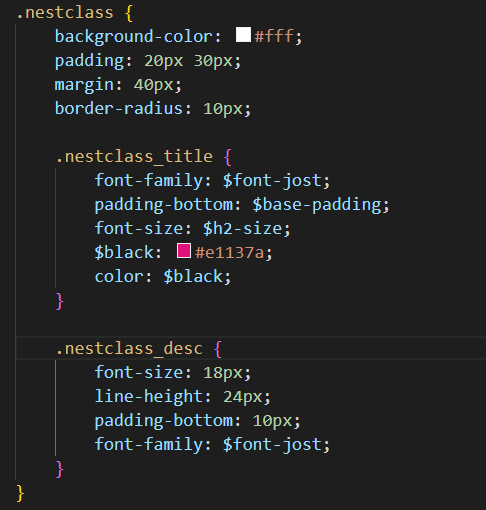 .nestclass {
    background-color: #fff;
    padding: 20px 30px;
    margin: 40px;
    border-radius: 10px;

    .nestclass_title {
        font-family: $font-jost;
        padding-bottom: $base-padding;
        font-size: $h2-size;
        $black: #e1137a;
        color: $black;
    }

    .nestclass_desc {
        font-size: 18px;
        line-height: 24px;
        padding-bottom: 10px;
        font-family: $font-jost;
    }
}